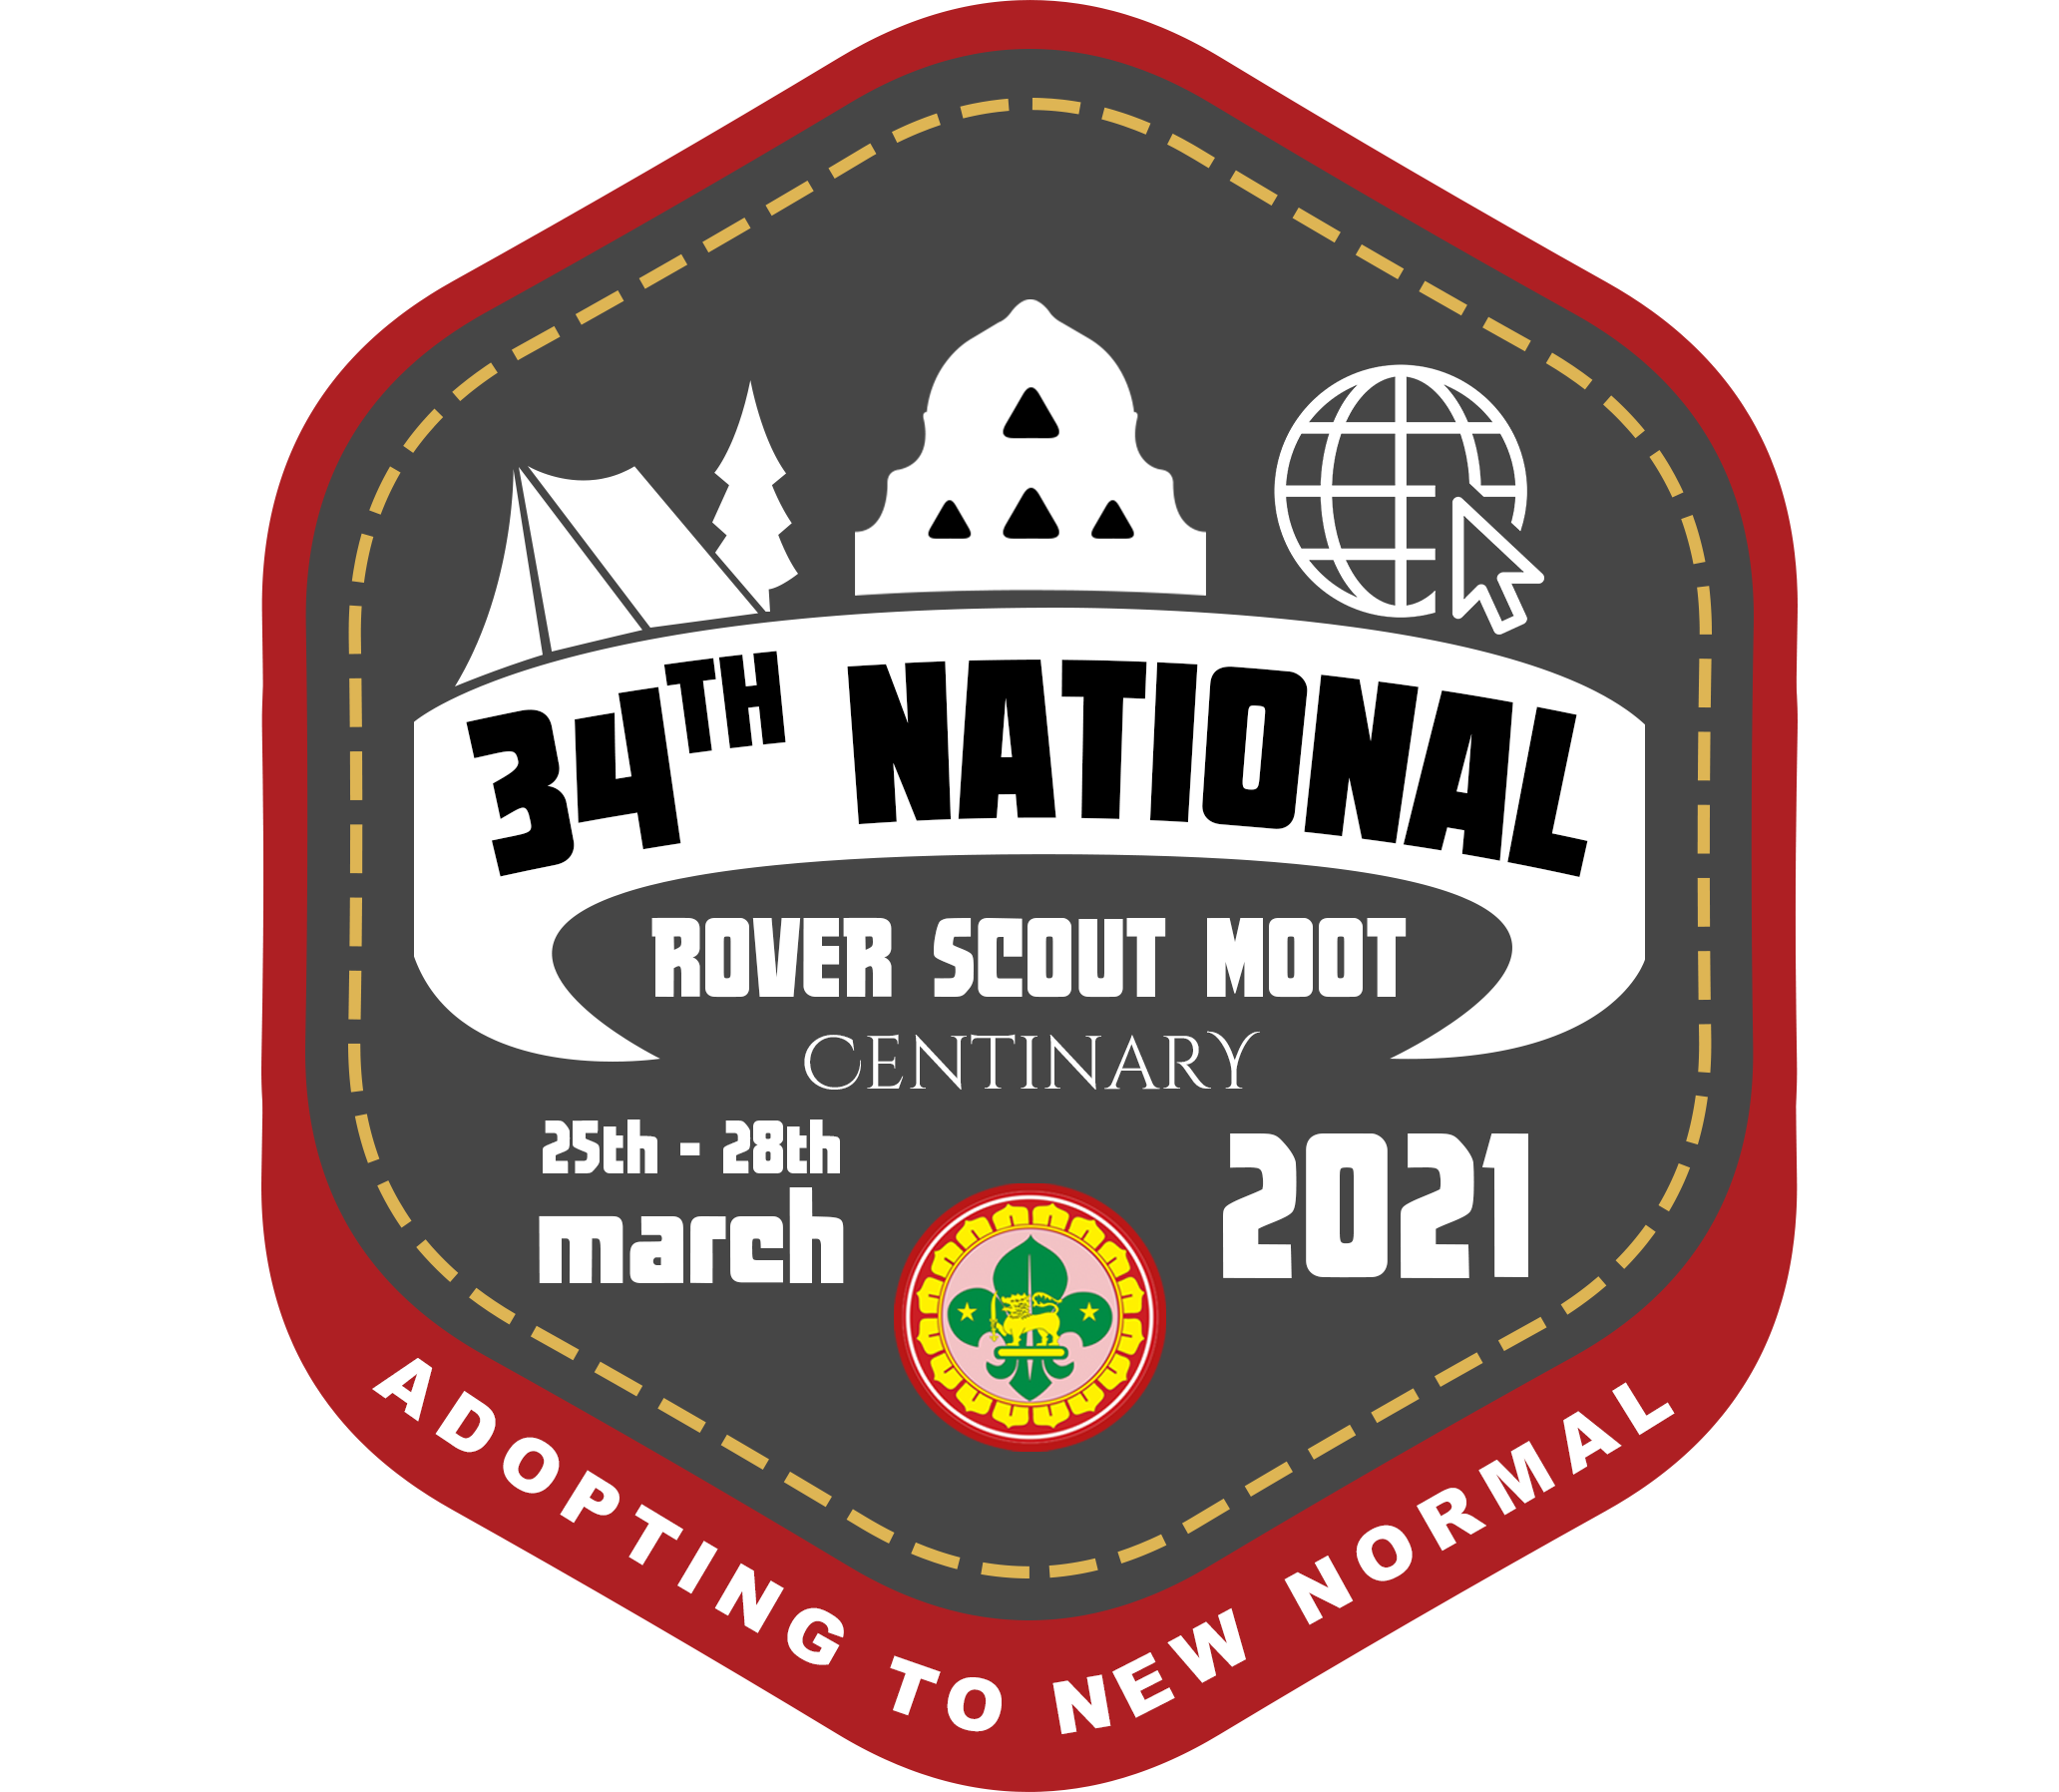 34TH NATIONAL
ROVER SCOUT MOOT
CENTINARY
25th - 28th
march
2021
ADOPTING TO NEW NORMAL